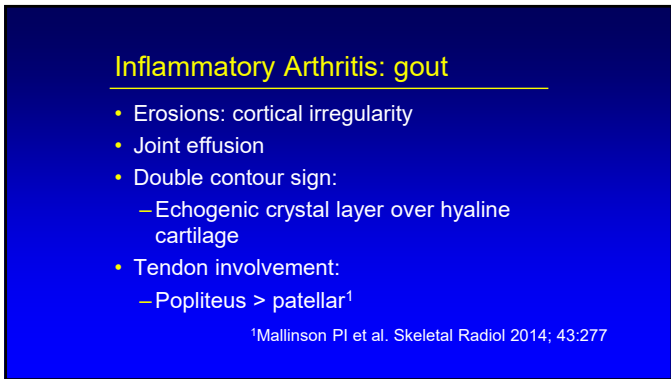 Inflammatory Arthritis: gout
• Erosions: cortical irregularity
• Joint effusion
• Double contour sign:
–Echogenic crystal layer over hyaline
cartilage
• Tendon involvement:
–Popliteus > patellar¹
¹Mallinson PI et al. Skeletal Radiol 2014; 43:277